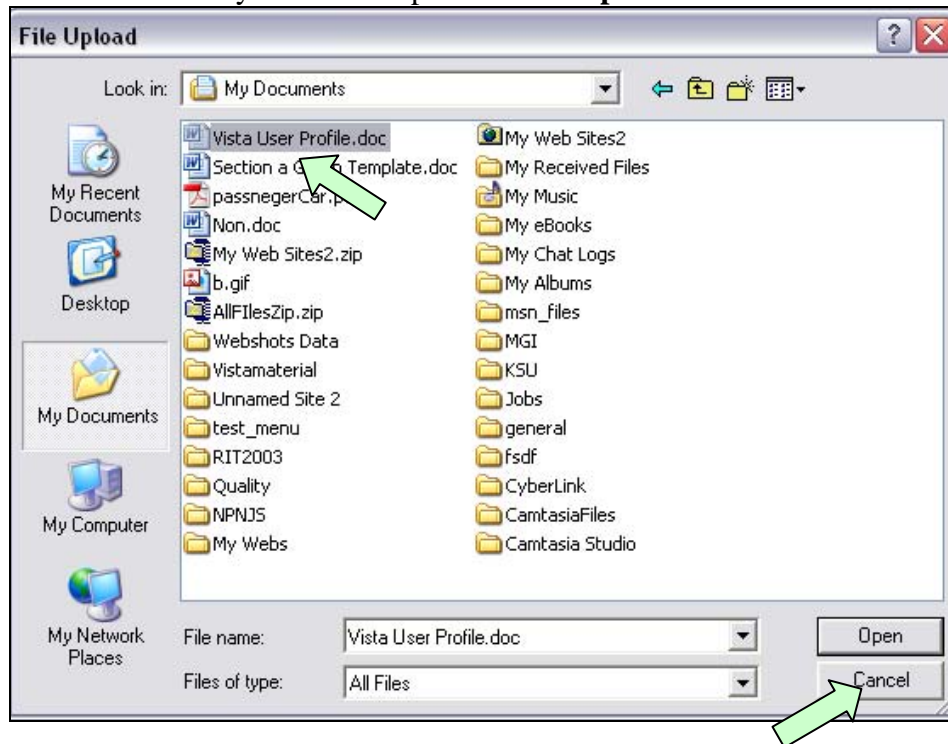 File Upload
Look in:
My Documents
My Recent
Documents
Desktop
My Documents
My Computer
My Network
Places
Vista User Profile.doc
Section a Template.doc
passnegerCar.
Non.doc
My Web Sites2.zip
b.gif
AllFIlesZip.zip
Webshots Data
Vistamaterial
Unnamed Site 2
test_menu
RIT2003
Quality
NPNJS
My Webs
My Web Sites2
My Received Files
My Music
My eBooks
My Chat Logs
My Albums
msn_files
MGI
KSU
Jobs
general
fsdf
CyberLink
CamtasiaFiles
Camtasia Studio
File name:
Vista User Profile.doc
Open
Files of type:
All Files
Cancel